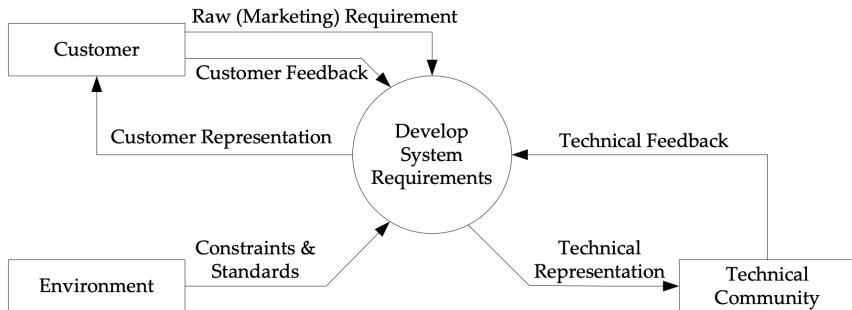 Raw (Marketing) Requirement
Customer
Customer Feedback
Customer Representation
Develop
System
Requirements
Technical Feedback
Constraints &
Standards
Environment
Technical
Representation
Technical
Community